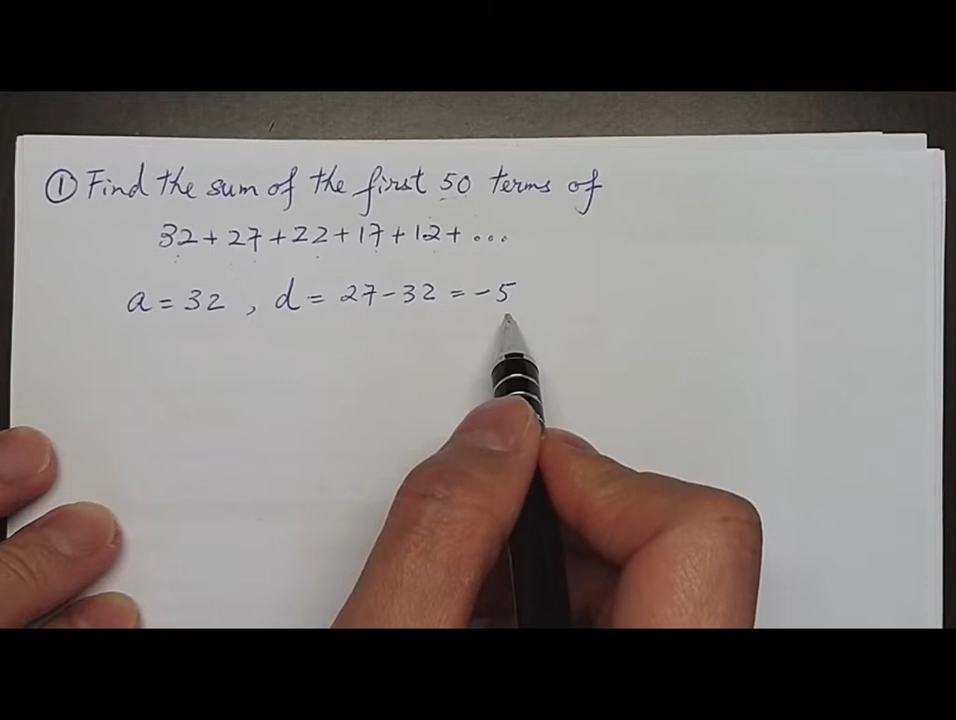 ① Find the sum of the first 50 terms of
32 + 27 + 22 + 17 + 12 + ...
a = 32 , d = 27 - 32 = -5